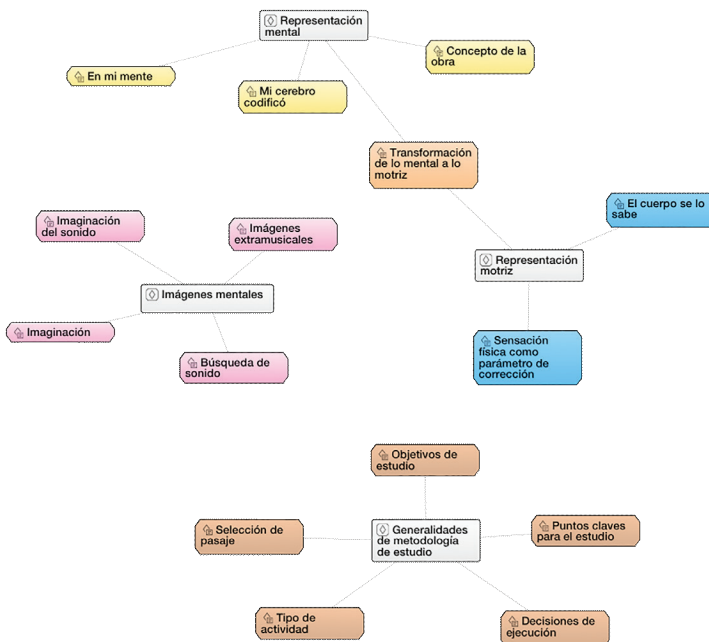 Representación
mental
Concepto de la
obra
En mi mente
Mi cerebro
codificó
Transformación
de lo mental a lo
motriz
El cuerpo se lo
sabe
Imaginación
del sonido
Imágenes
extramusicales
Representación
motriz
Imágenes mentales
Imaginación
Sensación
física como
parámetro de
corrección
Búsqueda de
sonido
Objetivos de
estudio
Selección de
pasaje
Generalidades
de metodología
de estudio
Puntos claves
para el estudio
Tipo de
actividad
Decisiones de
ejecución